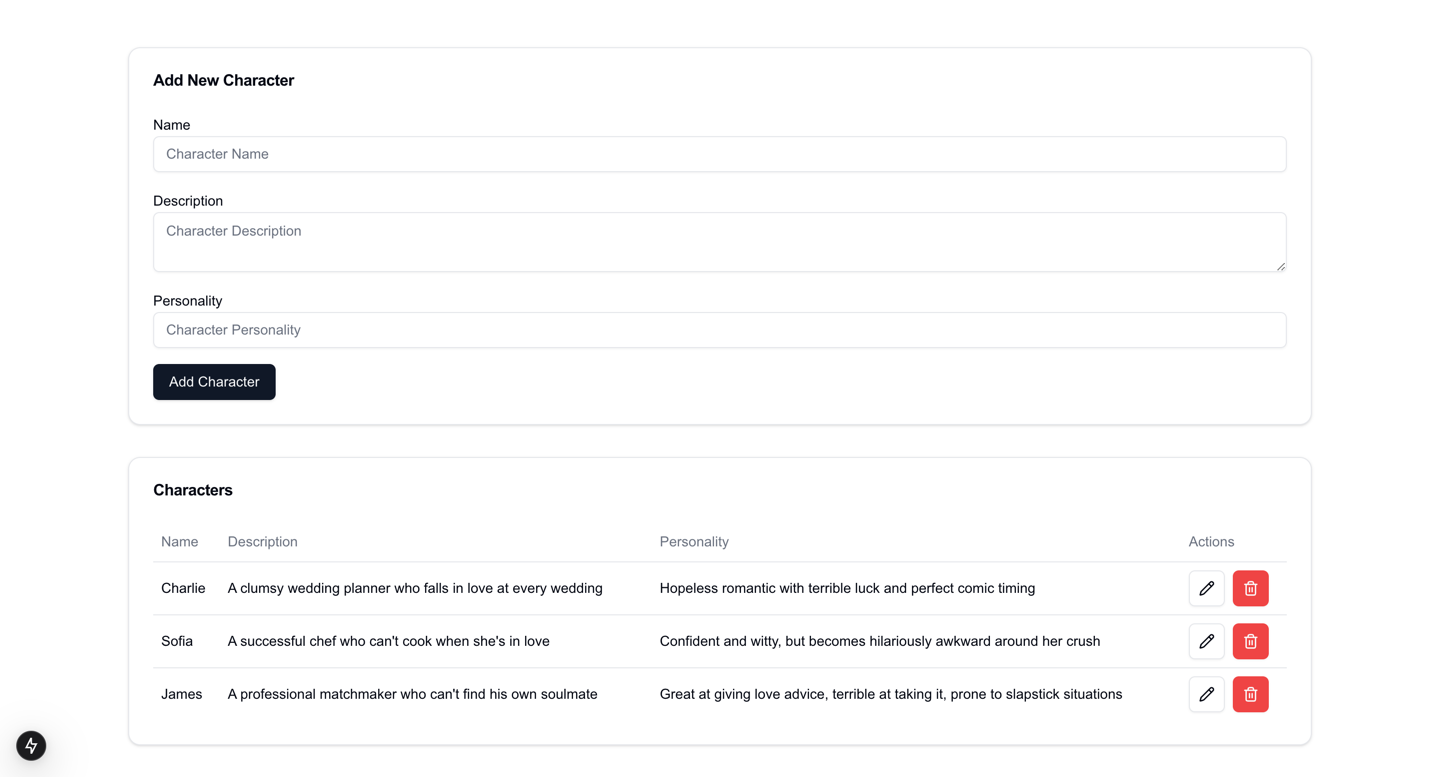 Add New Character
Name
Character Name
Description
Character Description
Personality
Character Personality
Add Character
Characters
Name Description Personality Actions
Charlie A clumsy wedding planner who falls in love at every wedding Hopeless romantic with terrible luck and perfect comic timing
Sofia A successful chef who can't cook when she's in love Confident and witty, but becomes hilariously awkward around her crush
James A professional matchmaker who can't find his own soulmate Great at giving love advice, terrible at taking it, prone to slapstick situations